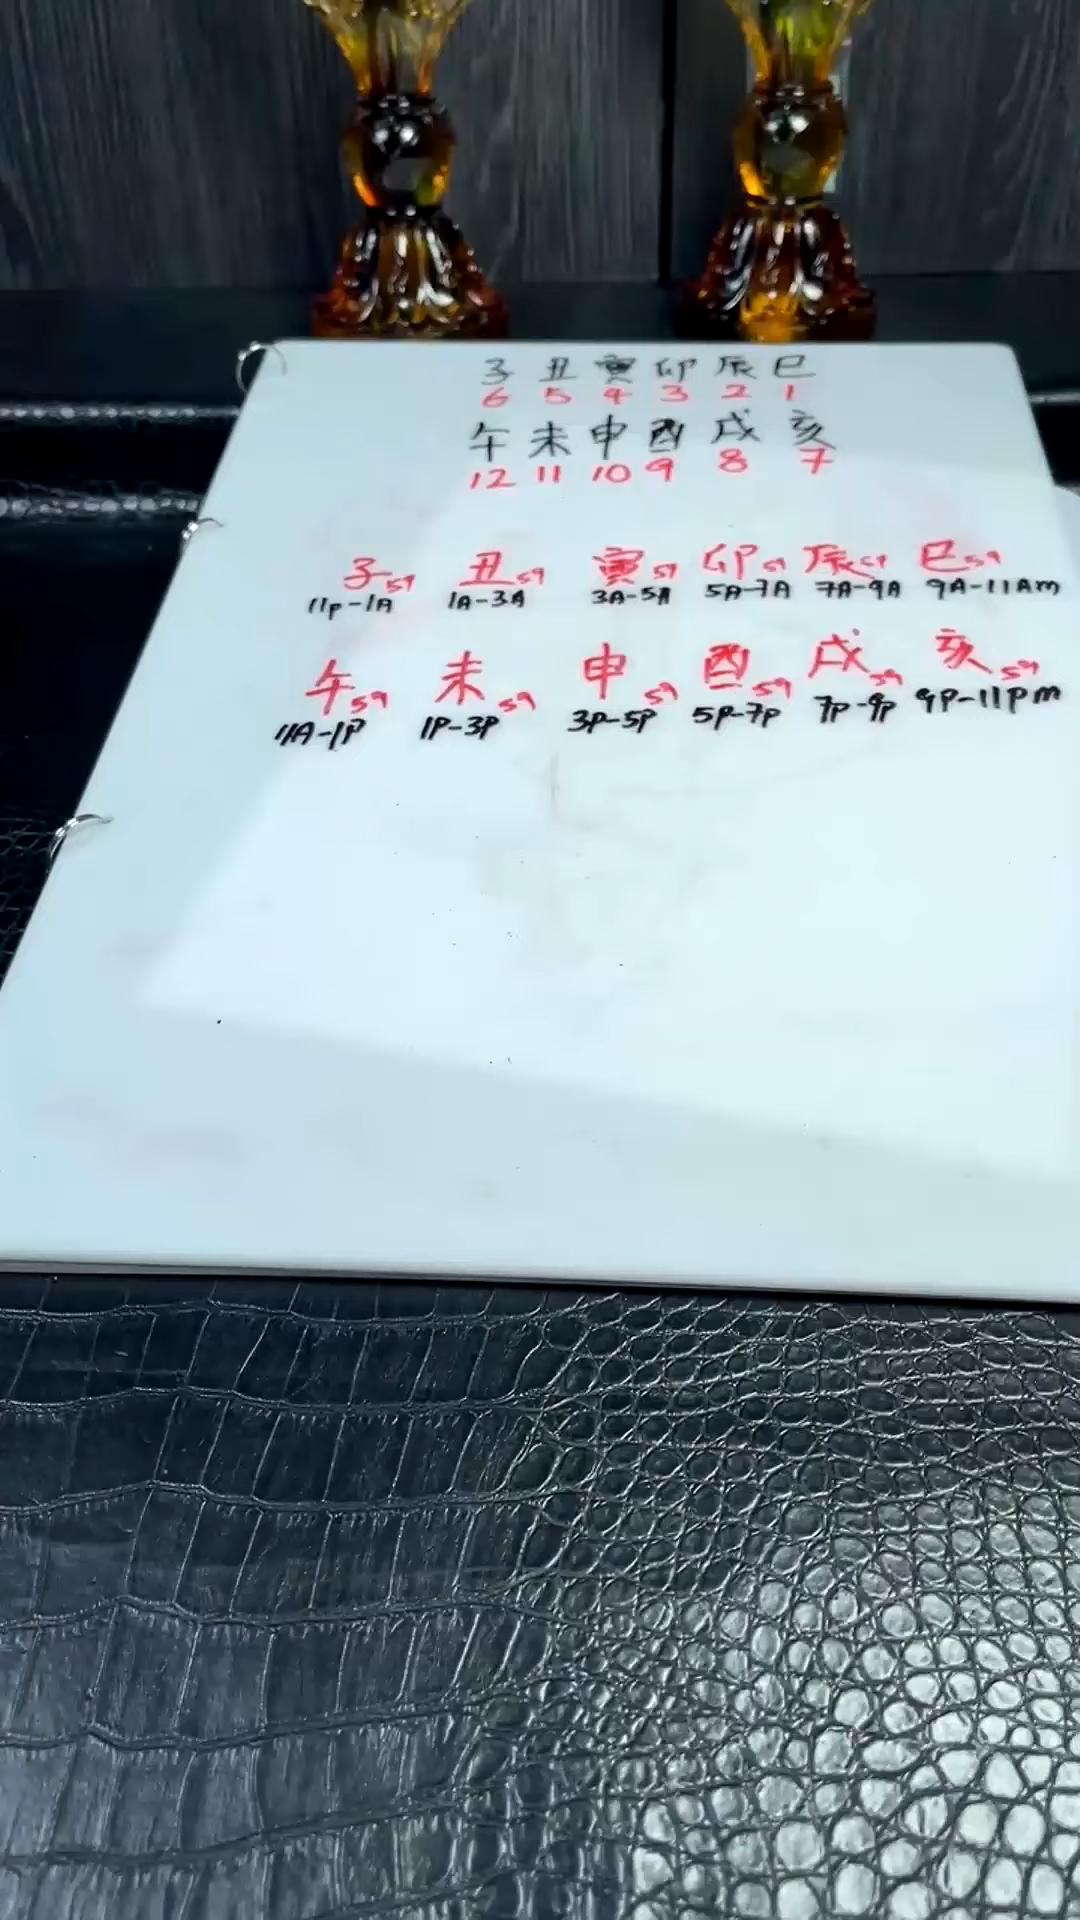 子 丑 寅 卯 辰 巳
6 5 4 3 2 1
午 未 申 酉 戌 亥
12 11 10 9 8 7
子59 丑59 寅59 卯59 辰59 巳59
11P-1A 1A-3A 3A-5A 5A-7A 7A-9A 9A-11Am
午59 未59 申59 酉59 戌59 亥59
11A-1P 1P-3P 3P-5P 5P-7P 7P-9P 9P-11Pm